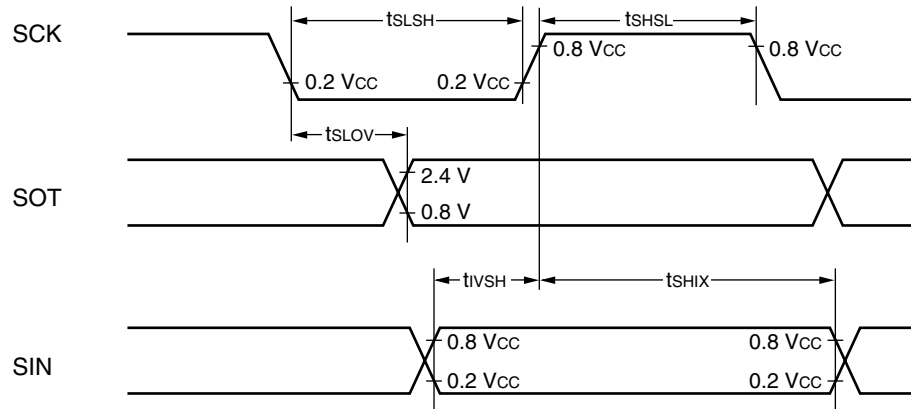 tSLSH tSHSL
SCK
0.8 VCC 0.8 VCC
0.2 VCC 0.2 VCC
tSLOV
SOT
2.4 V
0.8 V
tIVSH tSHIX
SIN
0.8 VCC 0.8 VCC
0.2 VCC 0.2 VCC